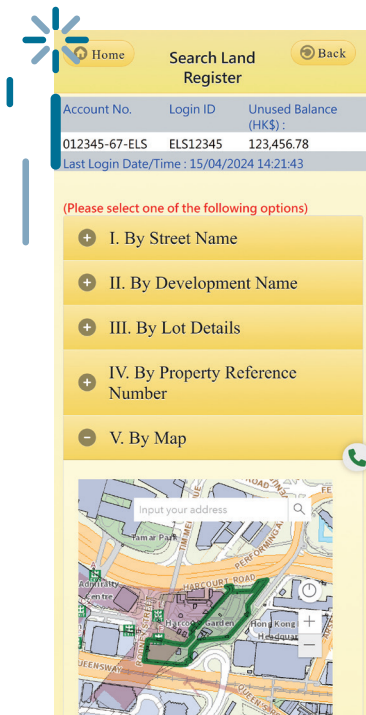 Home
Search Land
Register
Back
Account No. Login ID Unused Balance
(HK$) :
012345-67-ELS ELS12345 123,456.78
Last Login Date/Time : 15/04/2024 14:21:43
(Please select one of the following options)
I. By Street Name
II. By Development Name
III. By Lot Details
IV. By Property Reference
Number
V. By Map
Input your address
Tamar Park
PERFORMING
HARCOURT ROAD
Admiralty
Centre
Garden
Hong Kong
QUEENSWAY